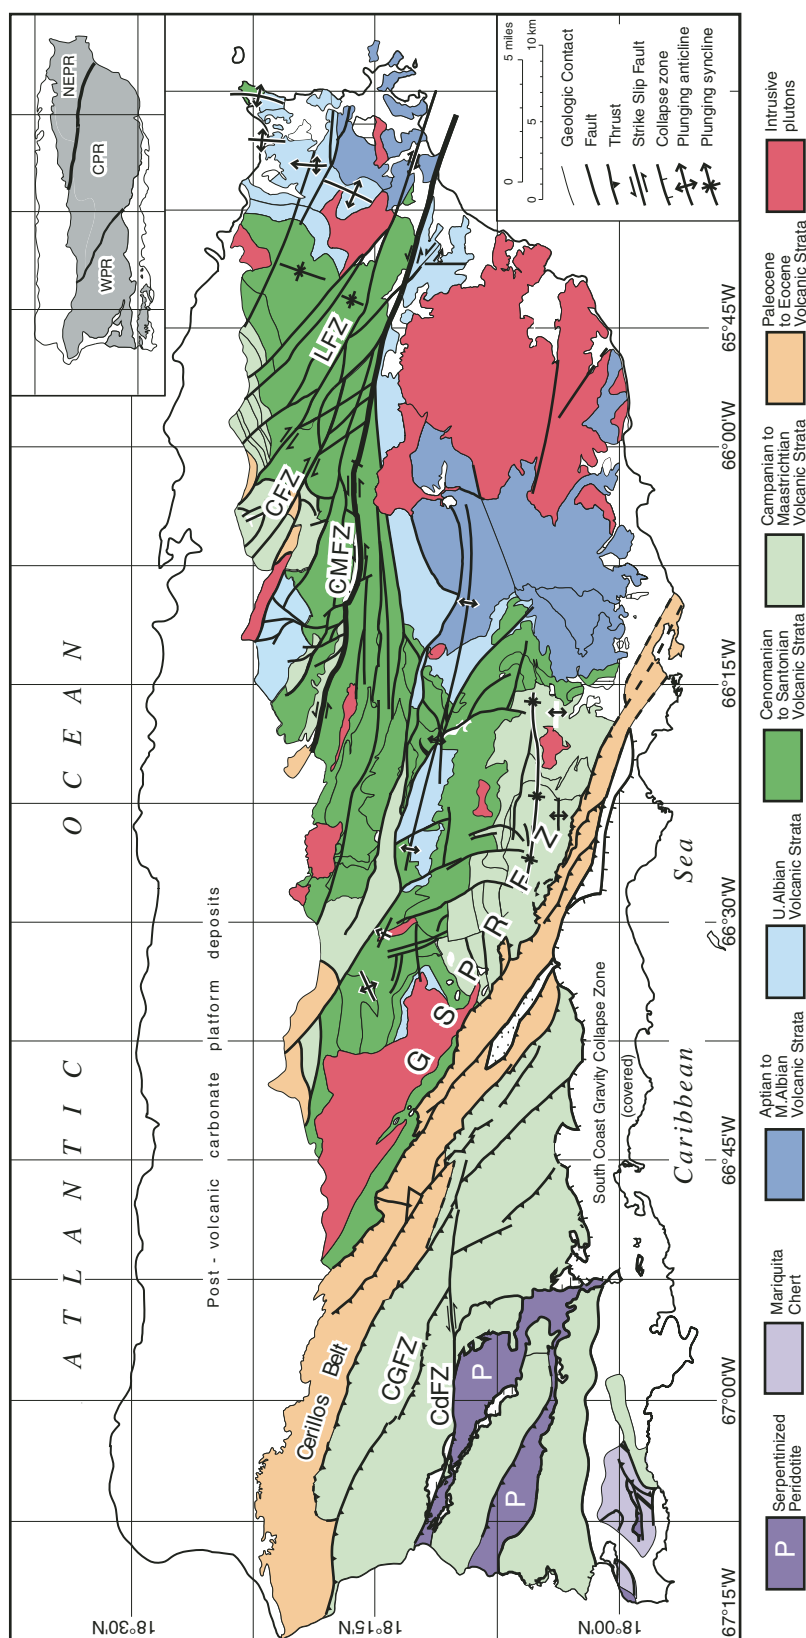 ATLANTIC OCEAN
Post - volcanic carbonate platform deposits
NEPR
CPR
WPR
5 miles
0
10 km
5
5
0
0
Geologic Contact
Fault
Thrust
Strike Slip Fault
Collapse zone
Plunging anticline
Plunging syncline
LFZ
CFZ
CMFZ
GSPRFZ
Cerillos Belt
CGFZ
CdFZ
P
P
South Coast Gravity Collapse Zone
(covered)
Caribbean Sea
18°30'N
18°15'N
18°00'N
67°15'W
67°00'W
66°45'W
66°30'W
66°15'W
66°00'W
65°45'W
P
Serpentinized
Peridotite
Mariquita
Chert
Aptian to
M.Albian
Volcanic Strata
U.Albian
Volcanic Strata
Cenomanian
to Santonian
Volcanic Strata
Campanian to
Maastrichtian
Volcanic Strata
Paleocene
to Eocene
Volcanic Strata
Intrusive
plutons